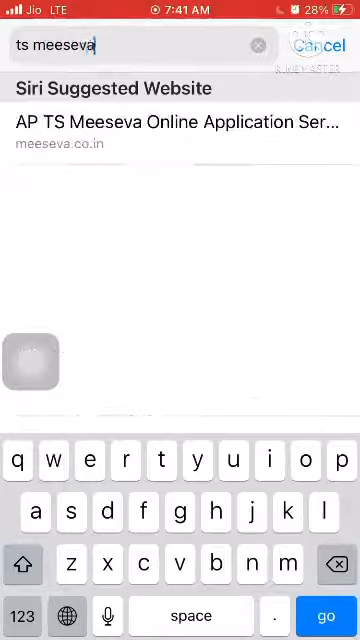 Jio LTE 7:41 AM 28%
ts meeseva Cancel
KINEMASTER
Siri Suggested Website
AP TS Meeseva Online Application Ser...
meeseva.co.in
q w e r t y u i o p
a s d f g h j k l
z x c v b n m
123 space . go